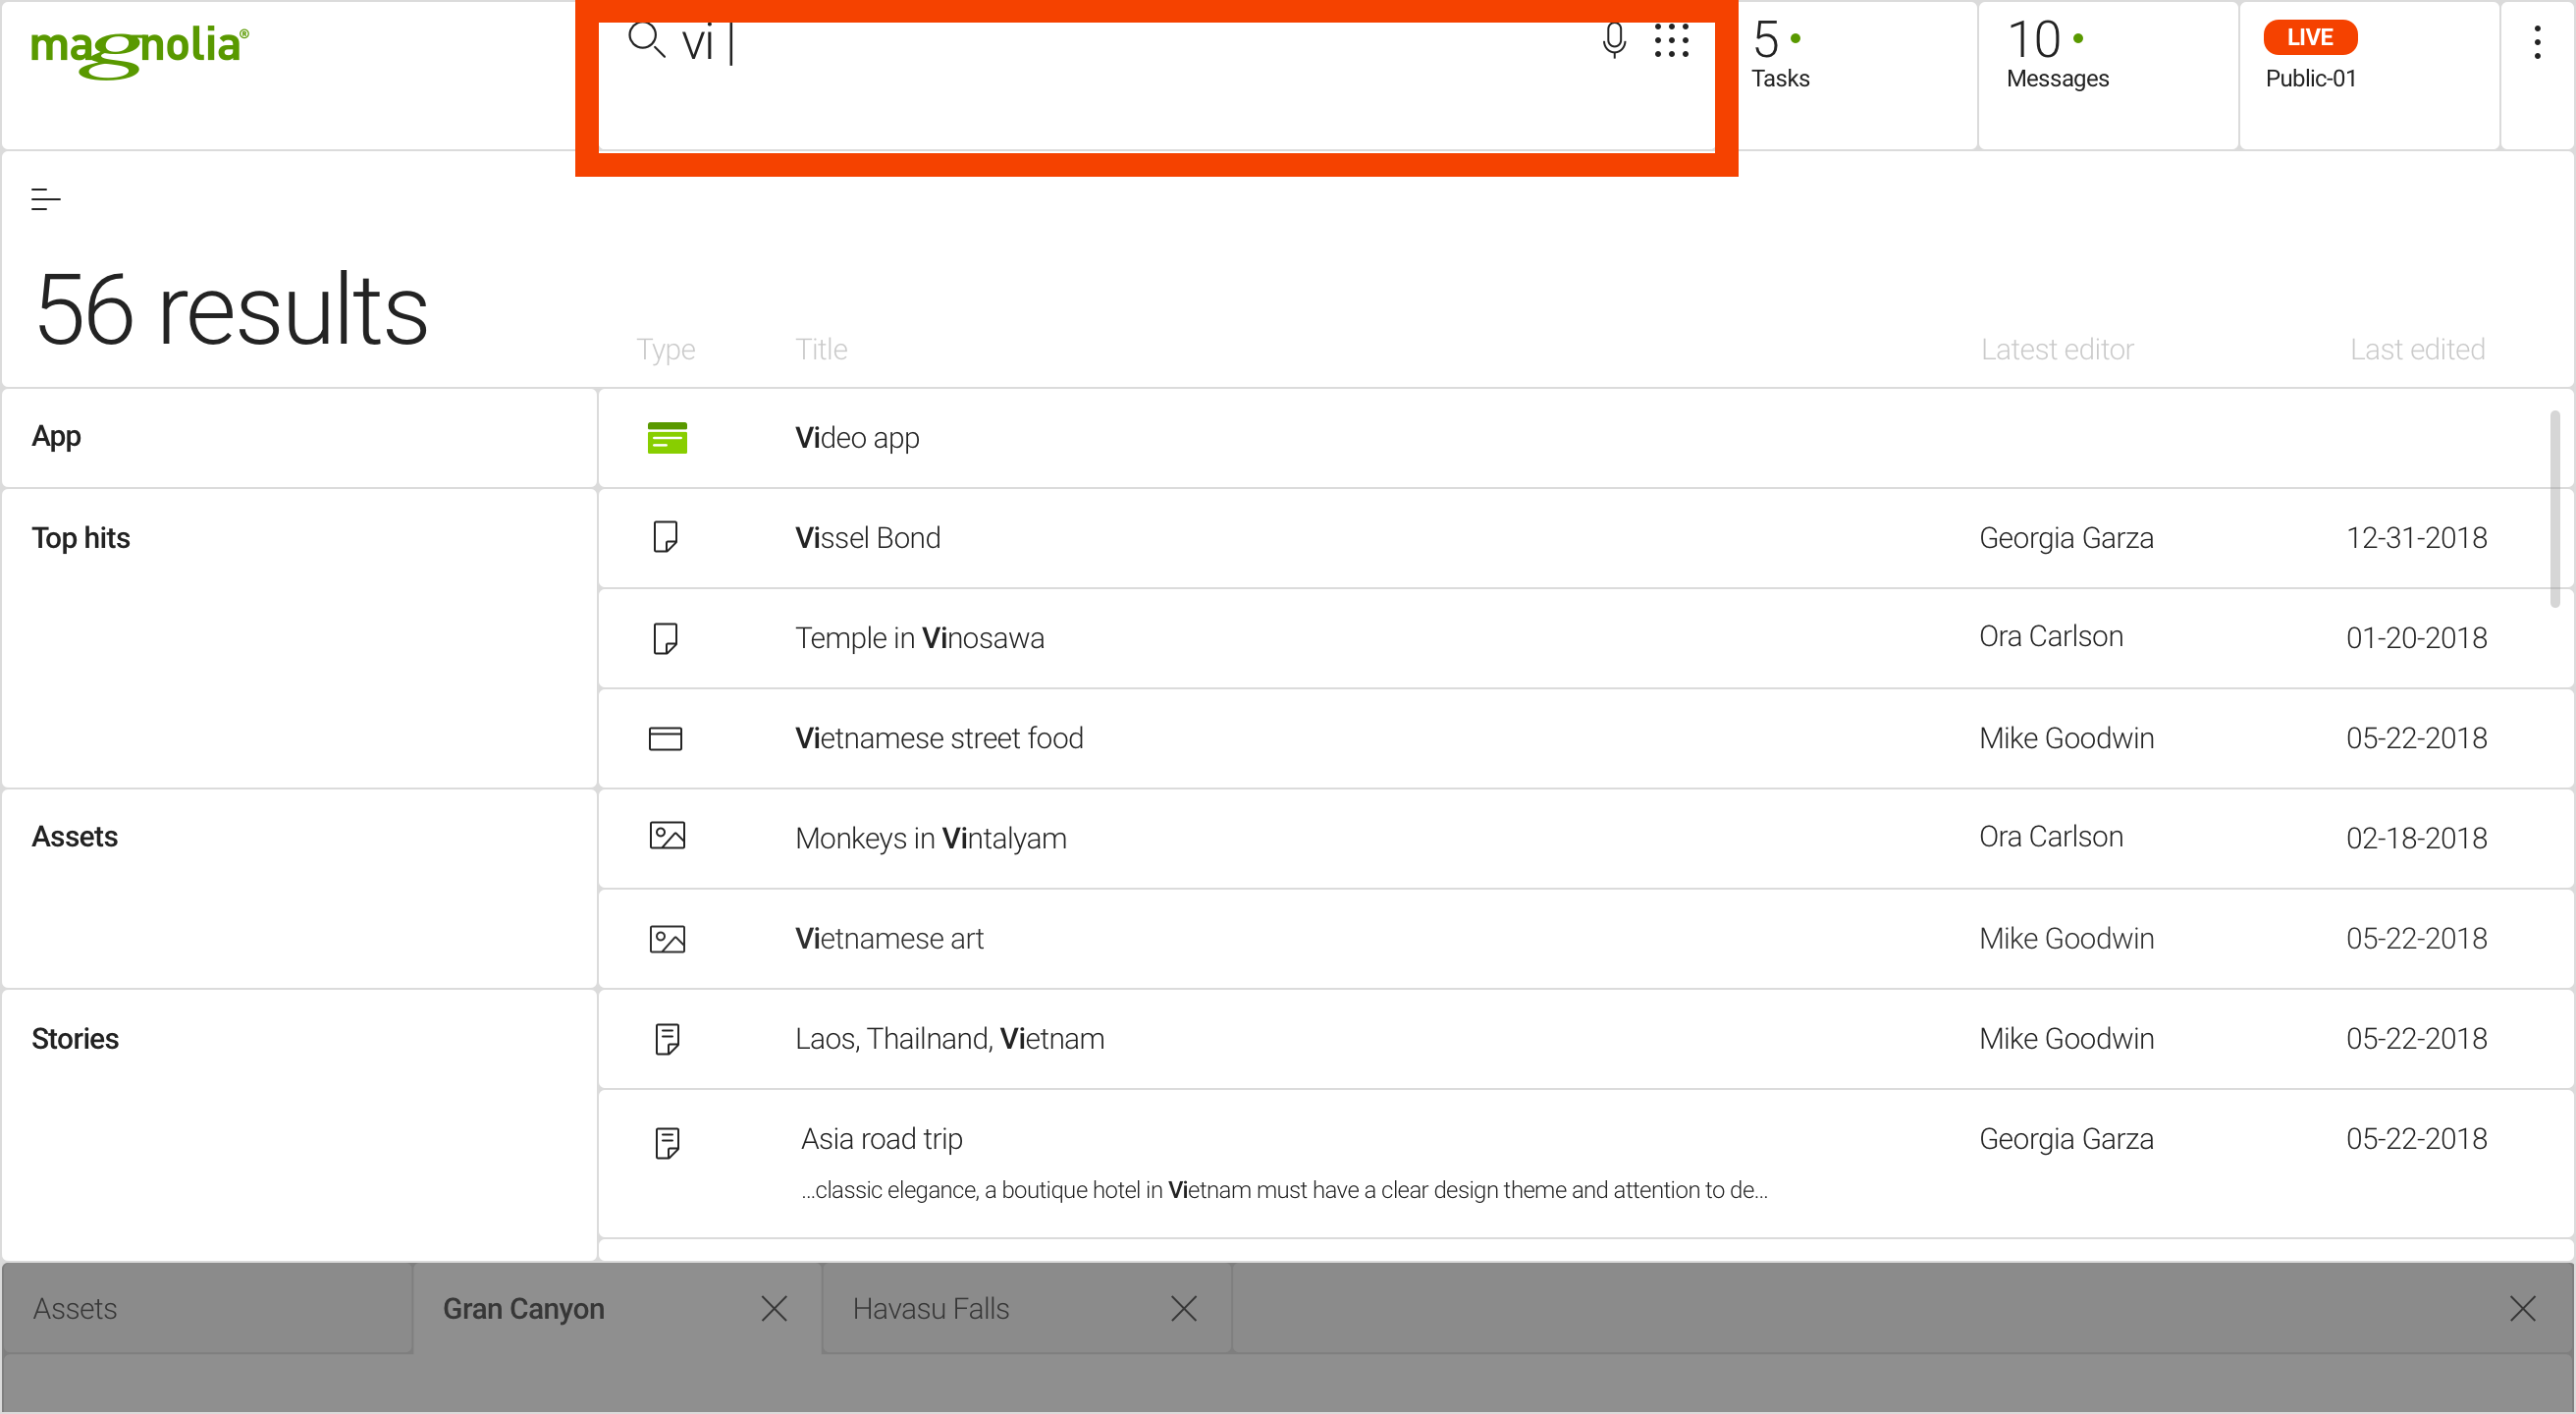 magnolia®
vi
5
Tasks
10
Messages
LIVE
Public-01
56 results
Type Title Latest editor Last edited
App
Video app
Top hits
Vissel Bond Georgia Garza 12-31-2018
Temple in Vinosawa Ora Carlson 01-20-2018
Vietnamese street food Mike Goodwin 05-22-2018
Assets
Monkeys in Vintalyam Ora Carlson 02-18-2018
Vietnamese art Mike Goodwin 05-22-2018
Stories
Laos, Thailnand, Vietnam Mike Goodwin 05-22-2018
Asia road trip Georgia Garza 05-22-2018
...classic elegance, a boutique hotel in Vietnam must have a clear design theme and attention to de...
Assets Gran Canyon Havasu Falls